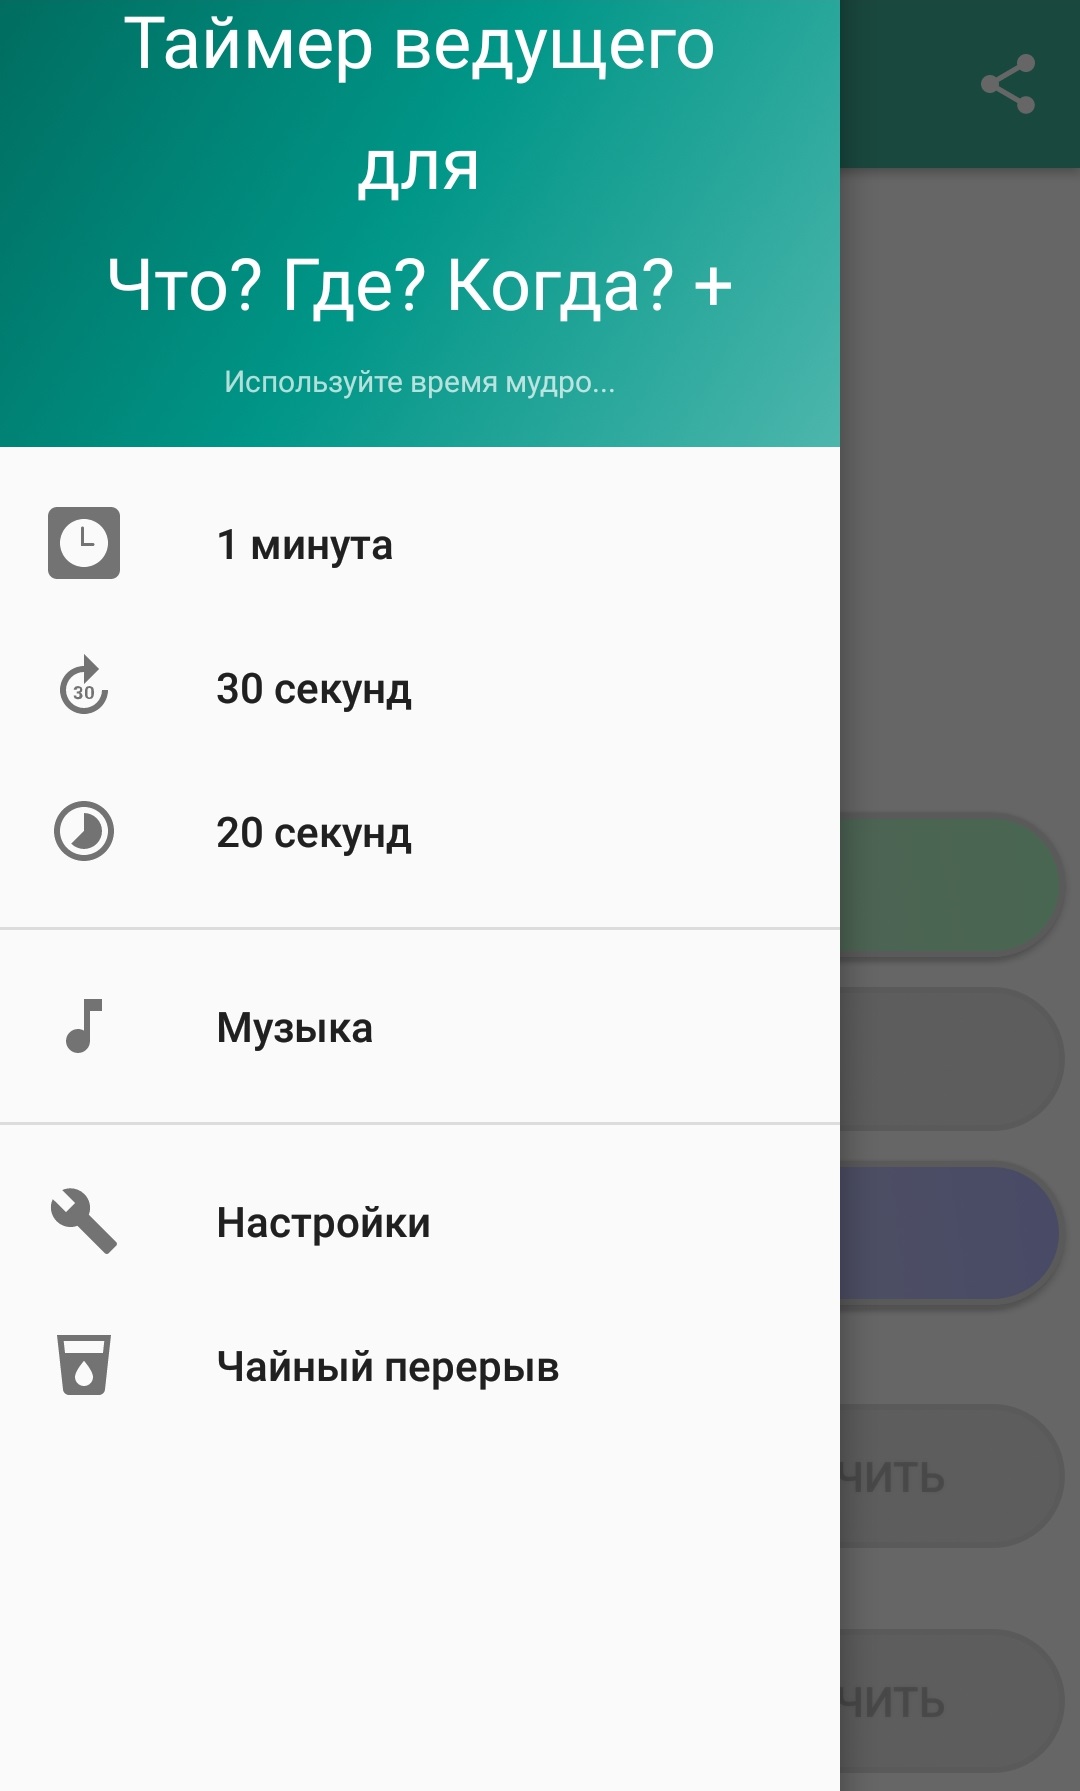 Таймер ведущего
для
Что? Где? Когда? +
Используйте время мудро...
1 минута
30
30 секунд
20 секунд
Музыка
Настройки
Чайный перерыв
ЧИТЬ
ЧИТЬ